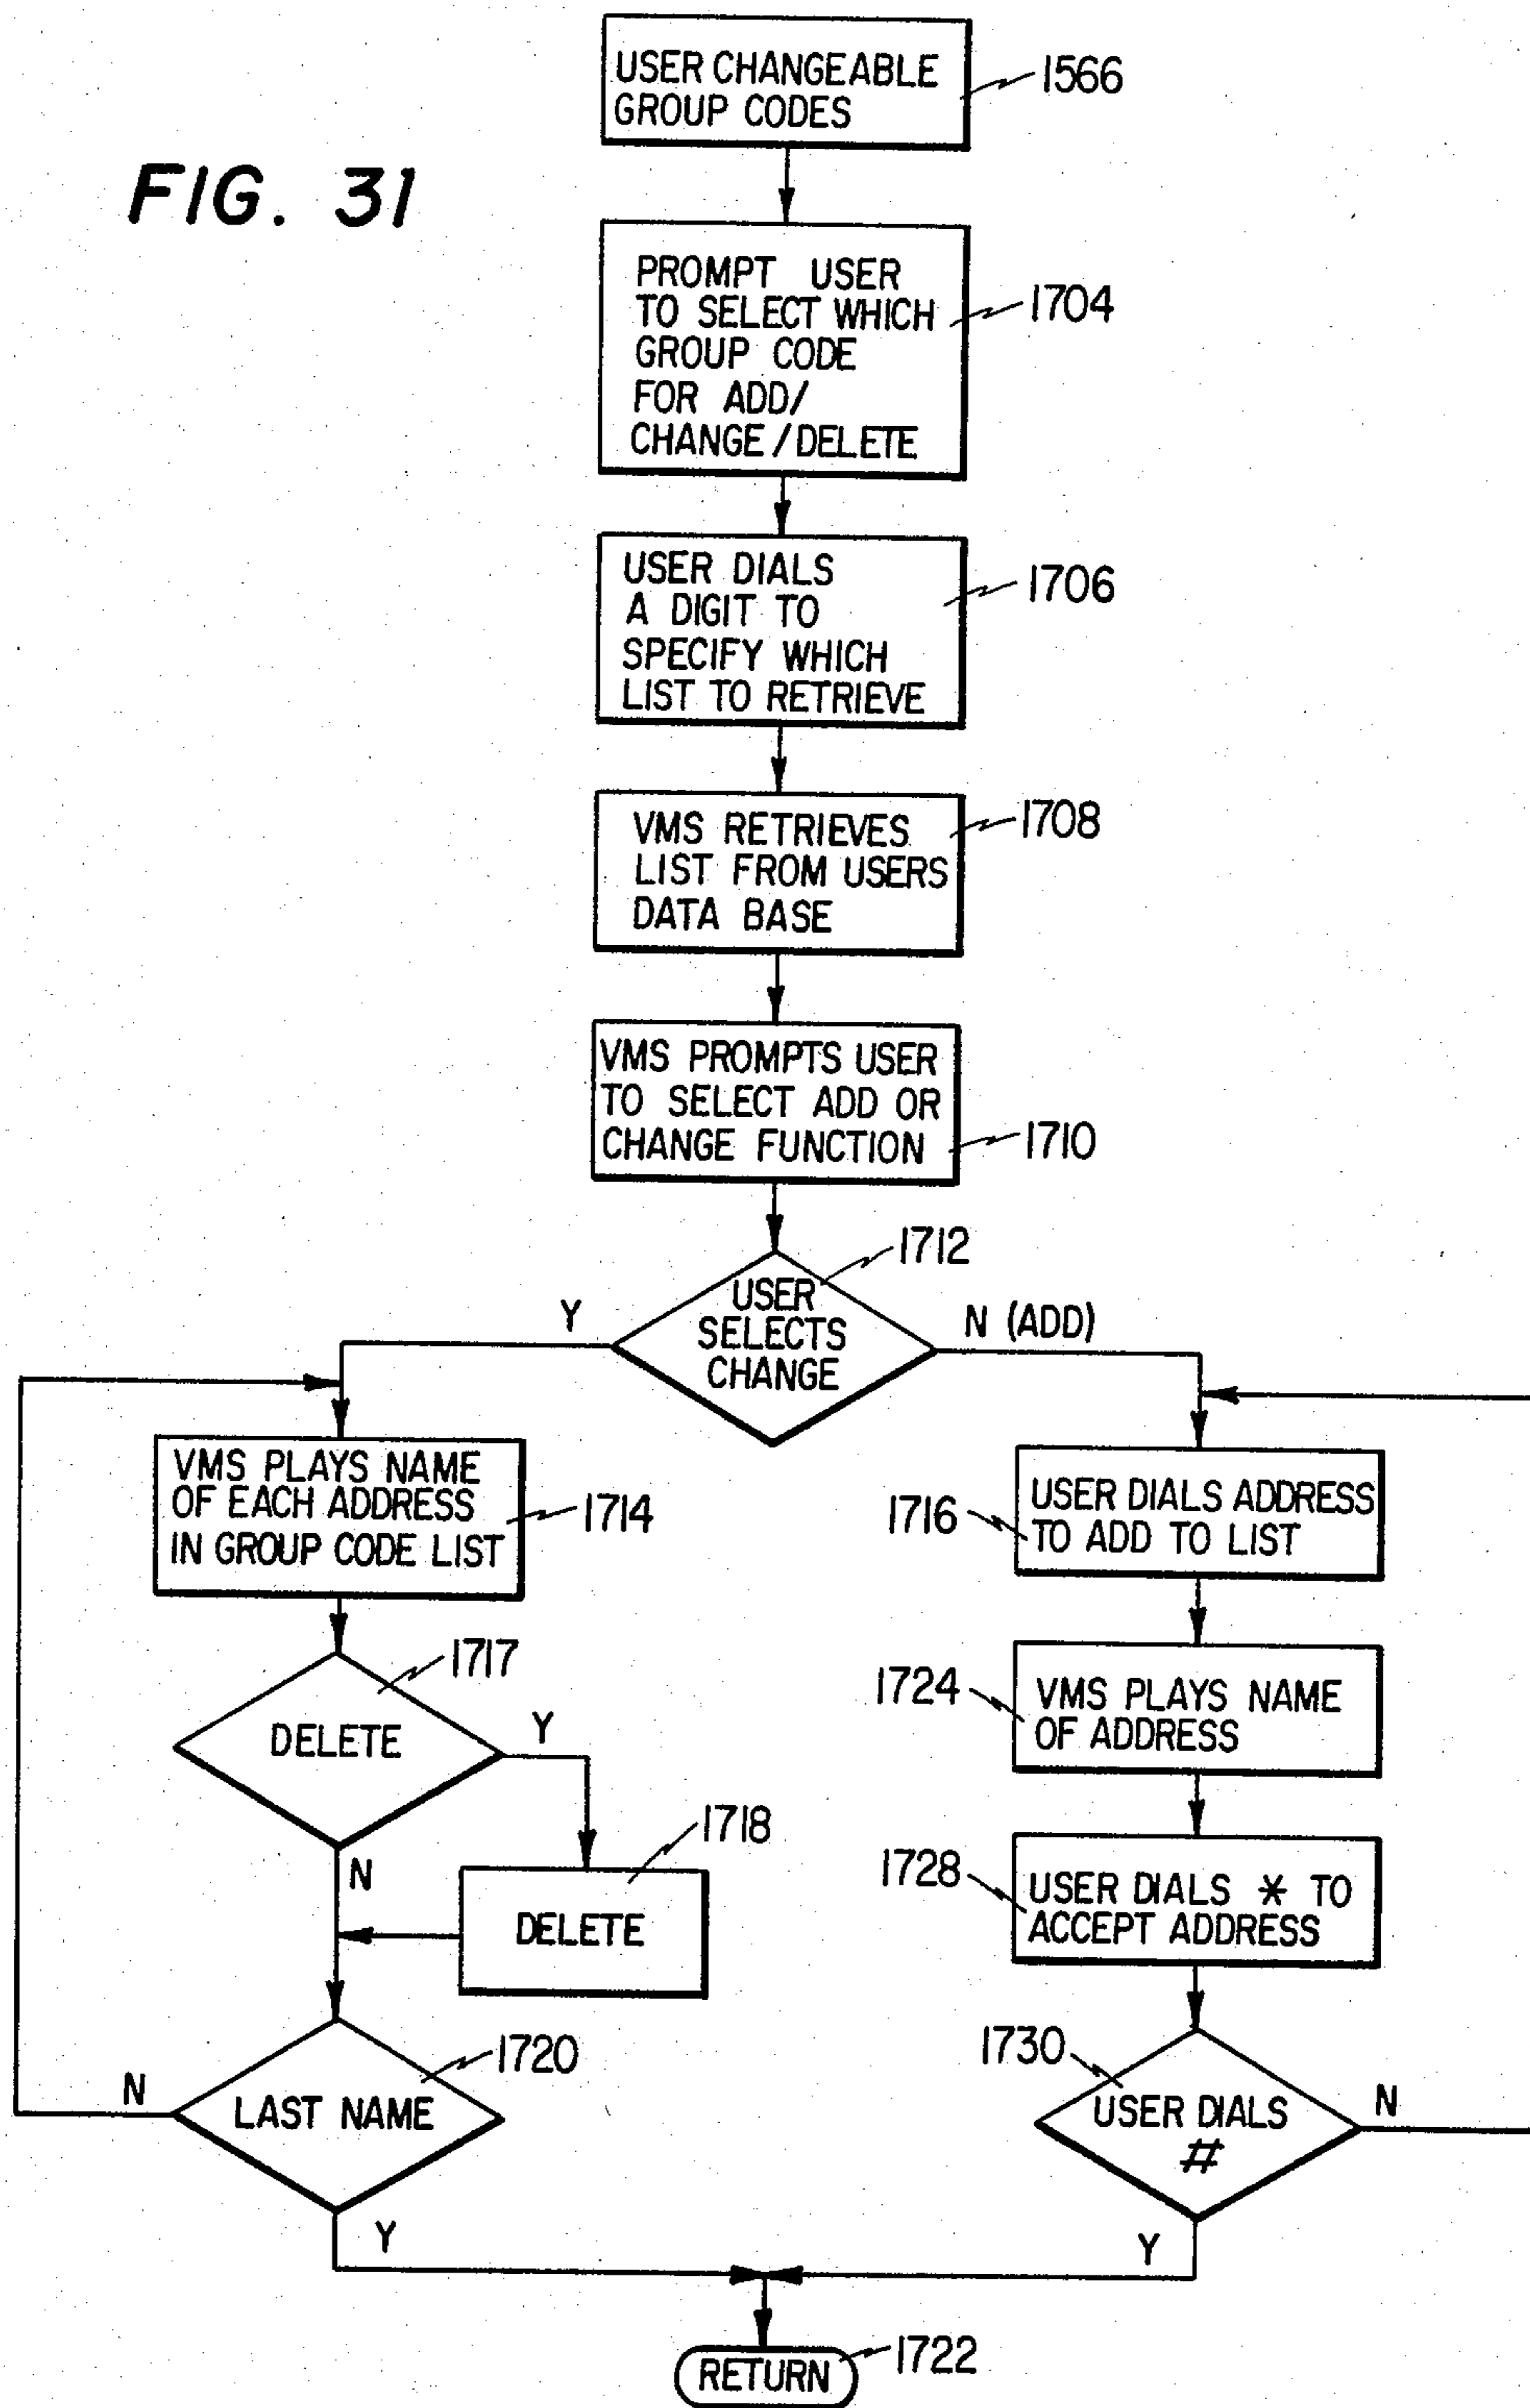 FIG. 31
USER CHANGEABLE
GROUP CODES
1566
PROMPT USER
TO SELECT WHICH
GROUP CODE
FOR ADD/
CHANGE/DELETE
1704
USER DIALS
A DIGIT TO
SPECIFY WHICH
LIST TO RETRIEVE
1706
VMS RETRIEVES
LIST FROM USERS
DATA BASE
1708
VMS PROMPTS USER
TO SELECT ADD OR
CHANGE FUNCTION
1710
1712
USER
SELECTS
CHANGE
Y
N (ADD)
VMS PLAYS NAME
OF EACH ADDRESS
IN GROUP CODE LIST
1714
1716
USER DIALS ADDRESS
TO ADD TO LIST
1717
DELETE
Y
N
1718
DELETE
1724
VMS PLAYS NAME
OF ADDRESS
1728
USER DIALS * TO
ACCEPT ADDRESS
1720
LAST NAME
N
Y
1730
USER DIALS
#
N
Y
RETURN
1722